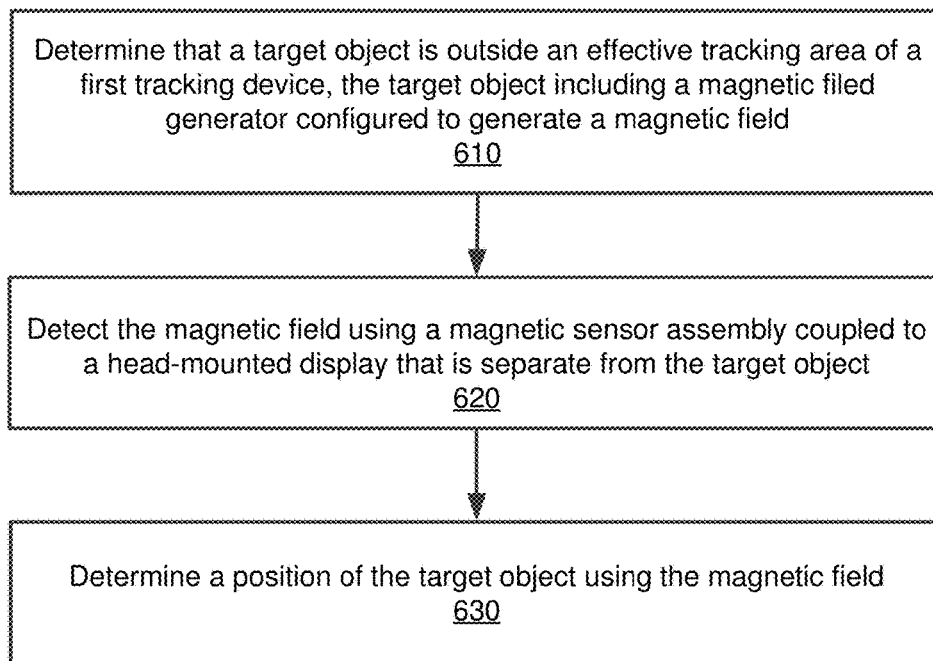 Determine that a target object is outside an effective tracking area of a
first tracking device, the target object including a magnetic filed
generator configured to generate a magnetic field
610
Detect the magnetic field using a magnetic sensor assembly coupled to
a head-mounted display that is separate from the target object
620
Determine a position of the target object using the magnetic field
630